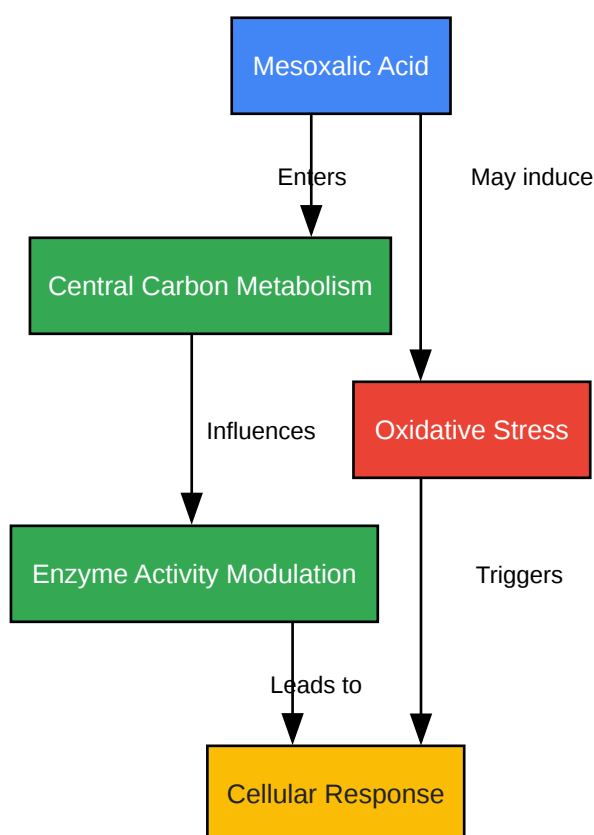 Mesoxalic Acid
Enters
May induce
Central Carbon Metabolism
Influences
Oxidative Stress
Enzyme Activity Modulation
Triggers
Leads to
Cellular Response